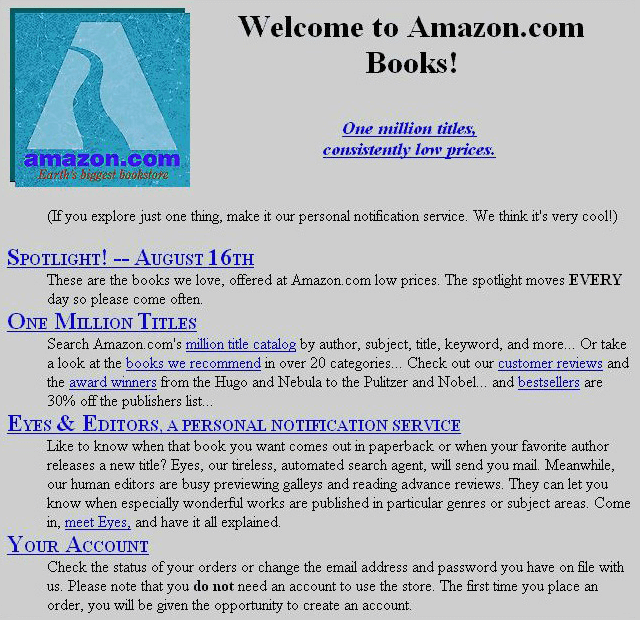 Welcome to Amazon.com
Books!
One million titles,
consistently low prices.
amazon.com
Earth's biggest bookstore
(If you explore just one thing, make it our personal notification service. We think it's very cool!)
SPOTLIGHT! -- AUGUST 16TH
These are the books we love, offered at Amazon.com low prices. The spotlight moves EVERY
day so please come often.
ONE MILLION TITLES
Search Amazon.com's million title catalog by author, subject, title, keyword, and more... Or take
a look at the books we recommend in over 20 categories... Check out our customer reviews and
the award winners from the Hugo and Nebula to the Pulitzer and Nobel... and bestsellers are
30% off the publishers list...
EYES & EDITORS, A PERSONAL NOTIFICATION SERVICE
Like to know when that book you want comes out in paperback or when your favorite author
releases a new title? Eyes, our tireless, automated search agent, will send you mail. Meanwhile,
our human editors are busy previewing galleys and reading advance reviews. They can let you
know when especially wonderful works are published in particular genres or subject areas. Come
in, meet Eyes, and have it all explained.
YOUR ACCOUNT
Check the status of your orders or change the email address and password you have on file with
us. Please note that you do not need an account to use the store. The first time you place an
order, you will be given the opportunity to create an account.